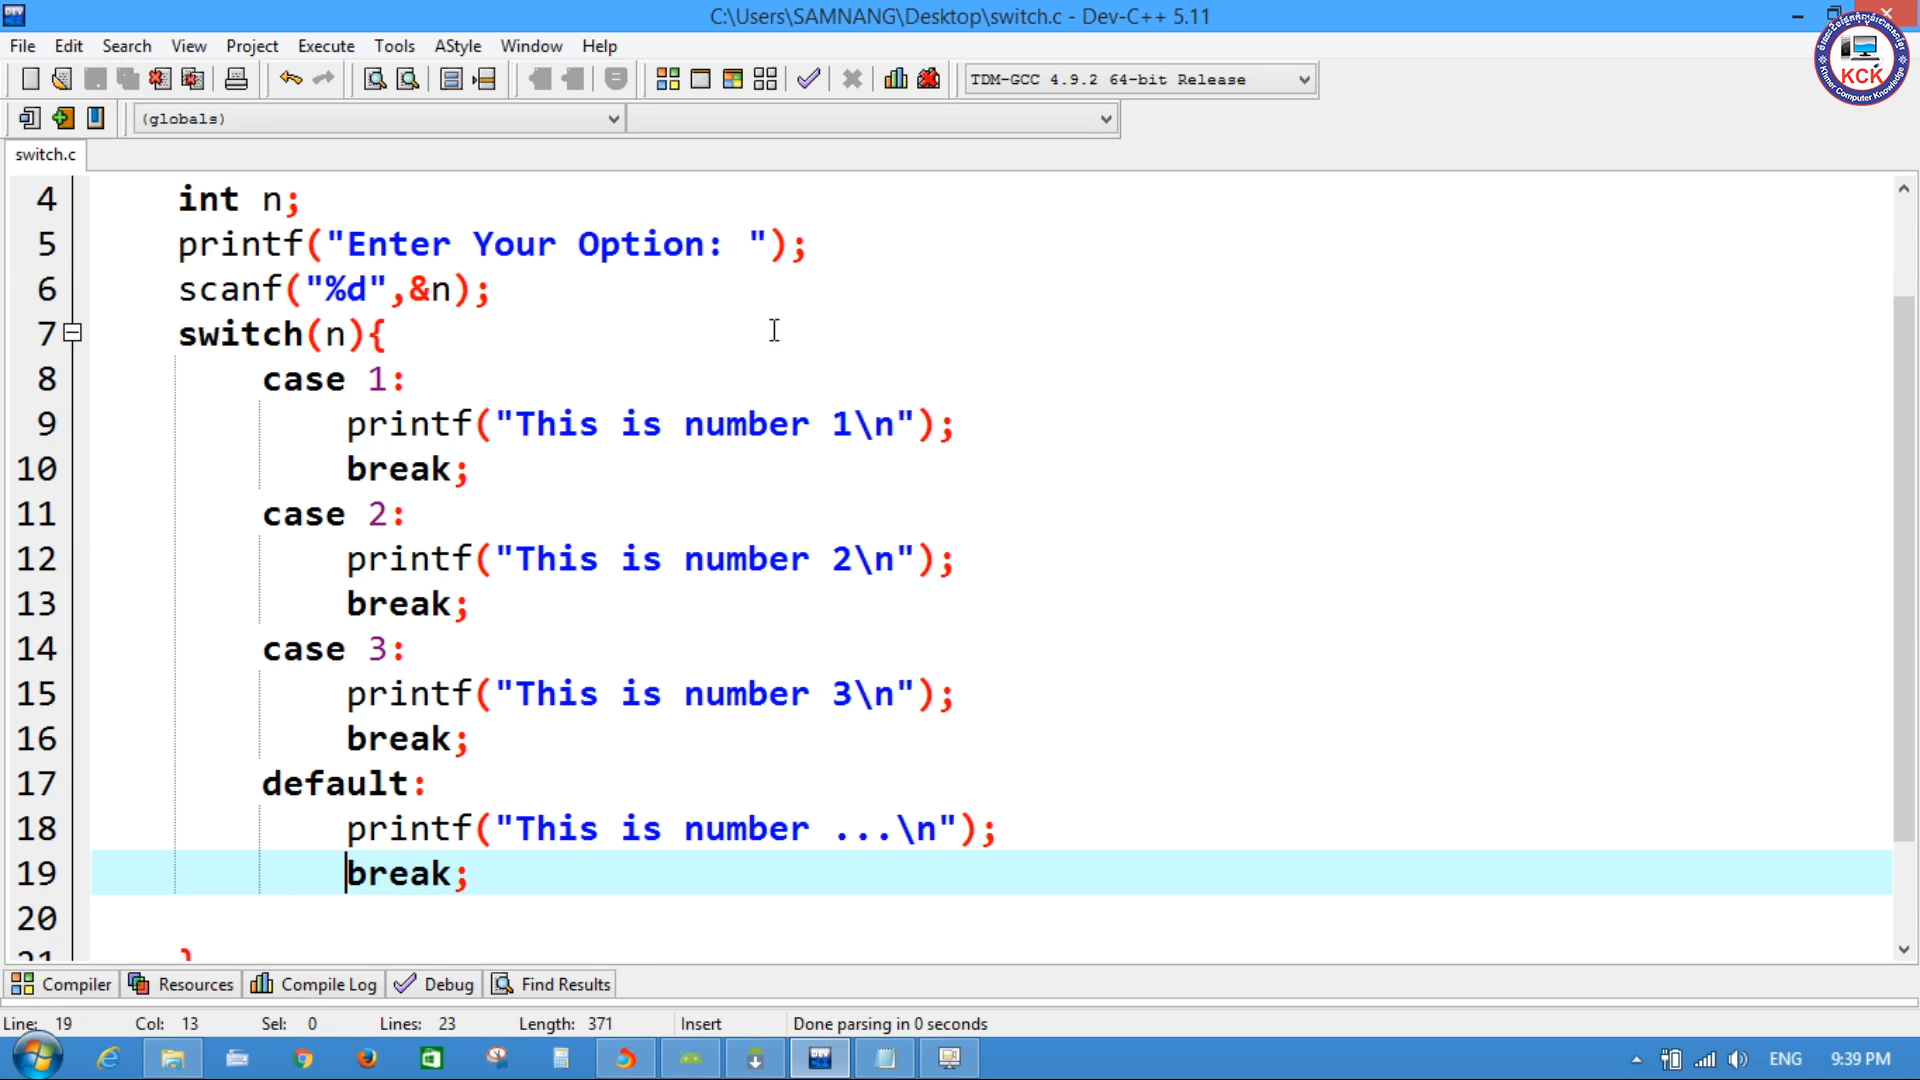 C:\Users\SAMNANG\Desktop\switch.c - Dev-C++ 5.11
File Edit Search View Project Execute Tools AStyle Window Help
TDM-GCC 4.9.2 64-bit Release
(globals)
KCK
Khmer Computer Knowledge
switch.c
4 int n;
5 printf("Enter Your Option: ");
6 scanf("%d",&n);
7 switch(n){
8 case 1:
9 printf("This is number 1\n");
10 break;
11 case 2:
12 printf("This is number 2\n");
13 break;
14 case 3:
15 printf("This is number 3\n");
16 break;
17 default:
18 printf("This is number ...\n");
19 break;
20
21 }
Compiler Resources Compile Log Debug Find Results
Line: 19 Col: 13 Sel: 0 Lines: 23 Length: 371 Insert Done parsing in 0 seconds
DEV ENG 9:39 PM